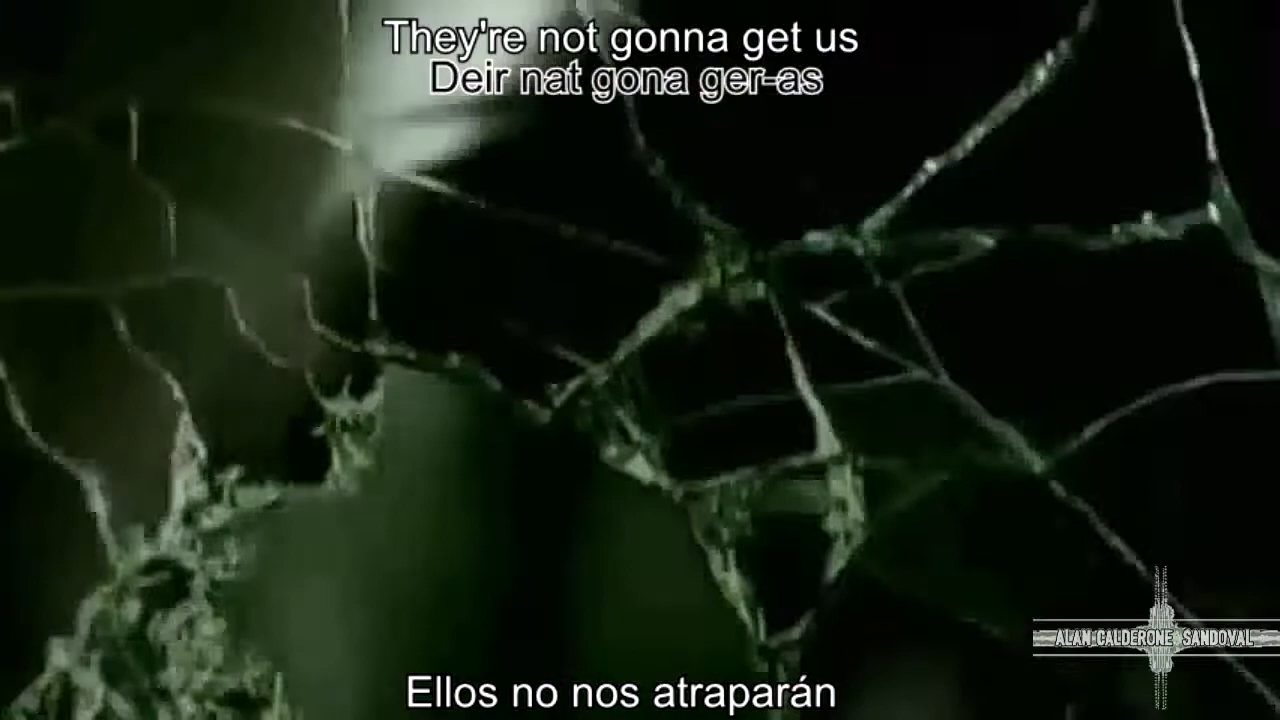 They're not gonna get us
Deir nat gona ger-as
ALAN CALDERONE SANDOVAL
Ellos no nos atraparán